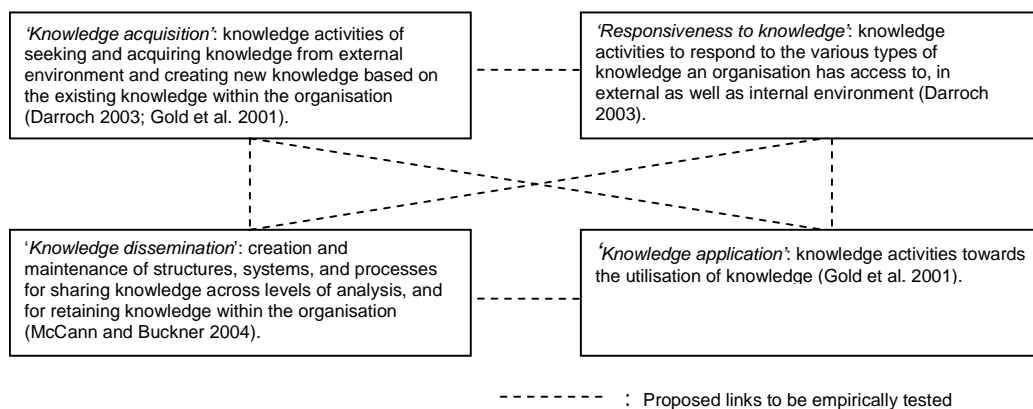 'Knowledge acquisition': knowledge activities of
seeking and acquiring knowledge from external
environment and creating new knowledge based on
the existing knowledge within the organisation
(Darroch 2003; Gold et al. 2001).
'Responsiveness to knowledge': knowledge
activities to respond to the various types of
knowledge an organisation has access to, in
external as well as internal environment (Darroch
2003).
'Knowledge dissemination': creation and
maintenance of structures, systems, and processes
for sharing knowledge across levels of analysis, and
for retaining knowledge within the organisation
(McCann and Buckner 2004).
'Knowledge application': knowledge activities towards
the utilisation of knowledge (Gold et al. 2001).
: Proposed links to be empirically tested